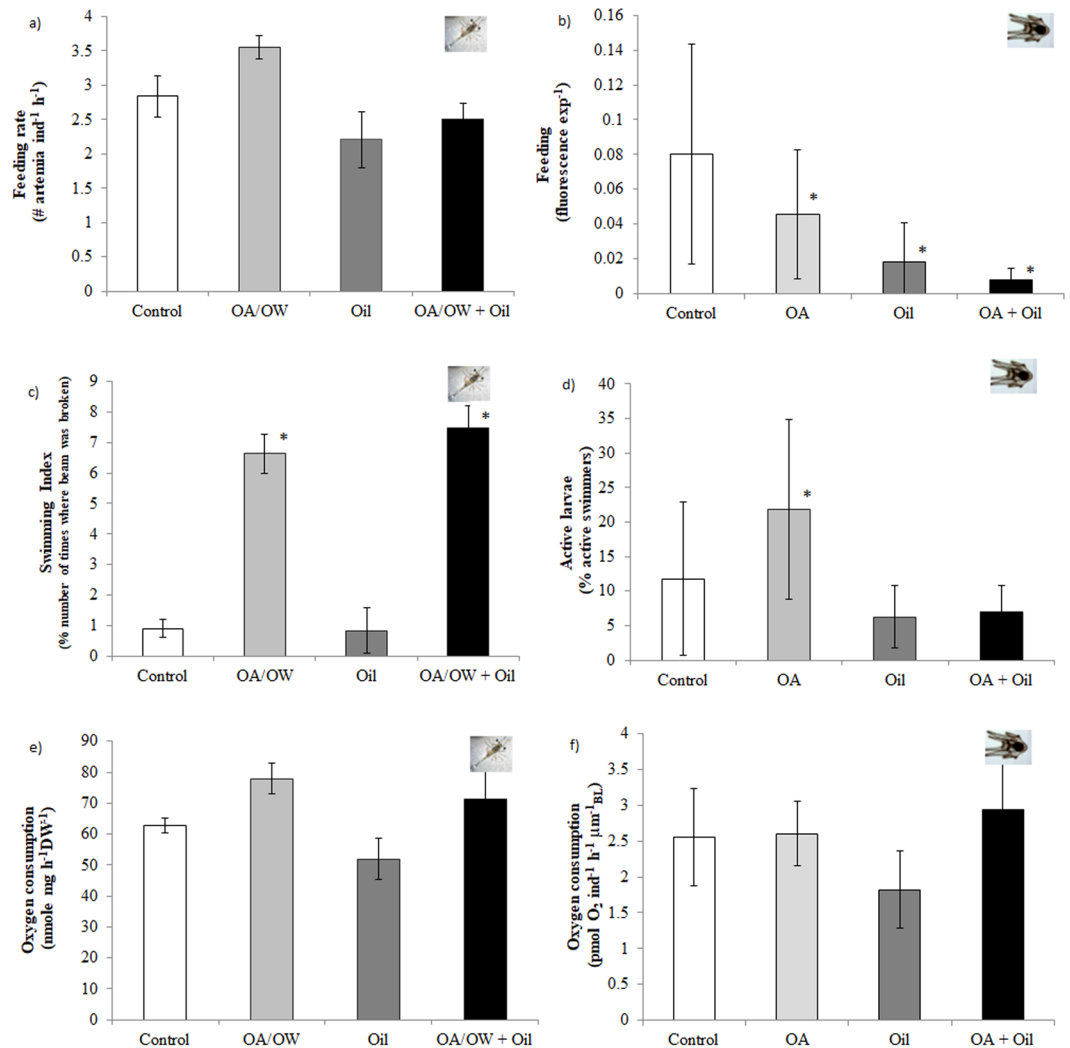 a)
Feeding rate
(# artemia ind-1 h-1)
4
3.5
3
2.5
2
1.5
1
0.5
0
Control OA/OW Oil OA/OW + Oil
b)
Feeding
(fluorescence exp-1)
0.16
0.14
0.12
0.1
0.08
0.06
0.04
0.02
0
* * *
Control OA Oil OA + Oil
c)
Swimming Index
(% number of times where beam was broken)
9
8
7
6
5
4
3
2
1
0
* *
Control OA/OW Oil OA/OW + Oil
d)
Active larvae
(% active swimmers)
40
35
30
25
20
15
10
5
0
*
Control OA Oil OA + Oil
e)
Oxygen consumption
(nmole mg h-1DW-1)
90
80
70
60
50
40
30
20
10
0
Control OA/OW Oil OA/OW + Oil
f)
Oxygen consumption
(pmol O2 ind-1 h-1 μm-1BL)
4
3.5
3
2.5
2
1.5
1
0.5
0
Control OA Oil OA + Oil